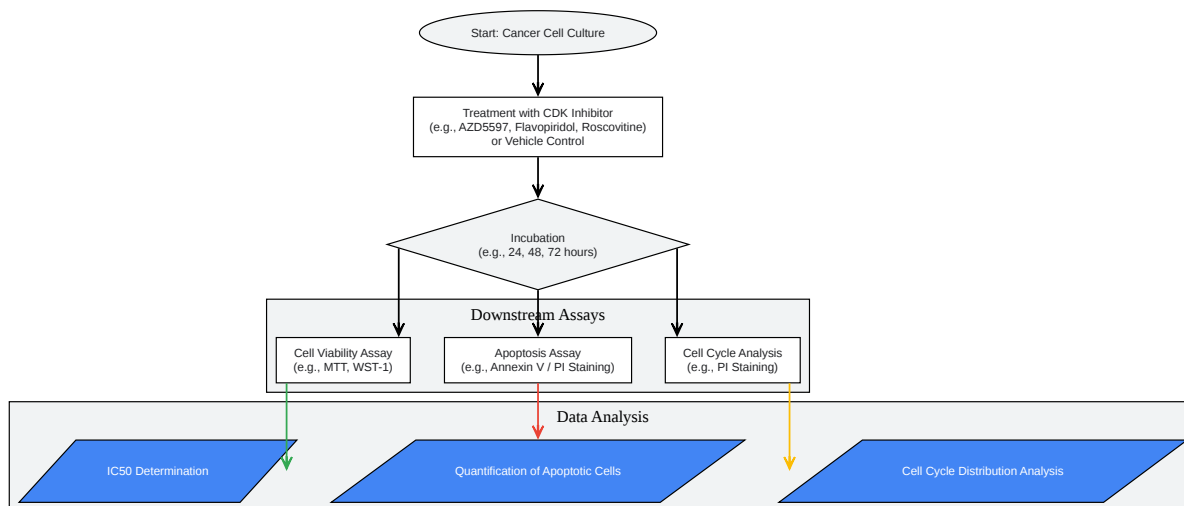 Start: Cancer Cell Culture
Treatment with CDK Inhibitor
(e.g., AZD5597, Flavopiridol, Roscovitine)
or Vehicle Control
Incubation
(e.g., 24, 48, 72 hours)
Downstream Assays
Cell Viability Assay
(e.g., MTT, WST-1)
Apoptosis Assay
(e.g., Annexin V / PI Staining)
Cell Cycle Analysis
(e.g., PI Staining)
Data Analysis
IC50 Determination
Quantification of Apoptotic Cells
Cell Cycle Distribution Analysis